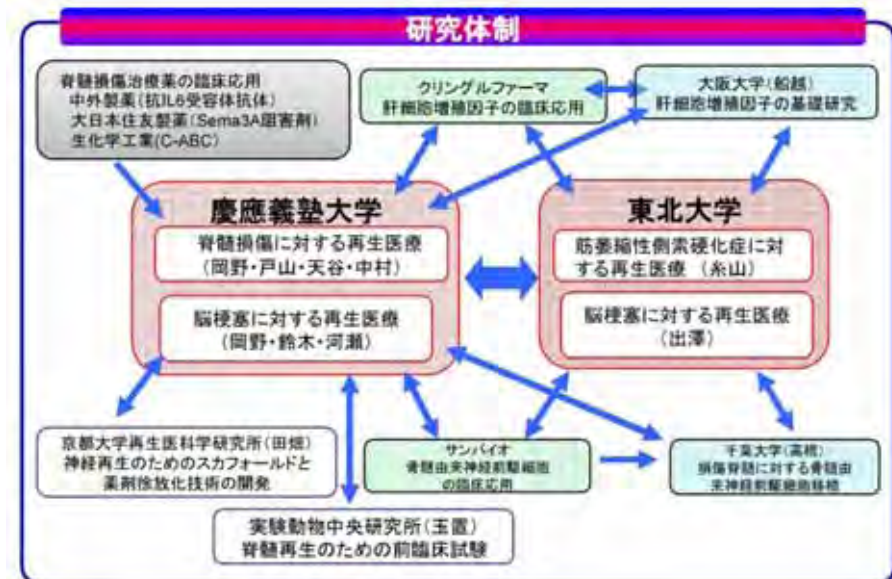 研究体制
脊髄損傷治療薬の臨床応用
中外製薬(抗IL6受容体抗体)
大日本住友製薬(Sema3A阻害剤)
生化学工業(C-ABC)
クリングルファーマ
肝細胞増殖因子の臨床応用
大阪大学(船越)
肝細胞増殖因子の基礎研究
慶應義塾大学
脊髄損傷に対する再生医療
(岡野・戸山・天谷・中村)
脳梗塞に対する再生医療
(岡野・鈴木・河瀬)
東北大学
筋萎縮性側索硬化症に対
する再生医療 (糸山)
脳梗塞に対する再生医療
(出澤)
京都大学再生医科学研究所(田畑)
神経再生のためのスカフォールドと
薬剤徐放化技術の開発
サンバイオ
骨髄由来神経前駆細胞
の臨床応用
千葉大学(高橋)
損傷脊髄に対する骨髄由
来神経前駆細胞移植
実験動物中央研究所(玉置)
脊髄再生のための前臨床試験